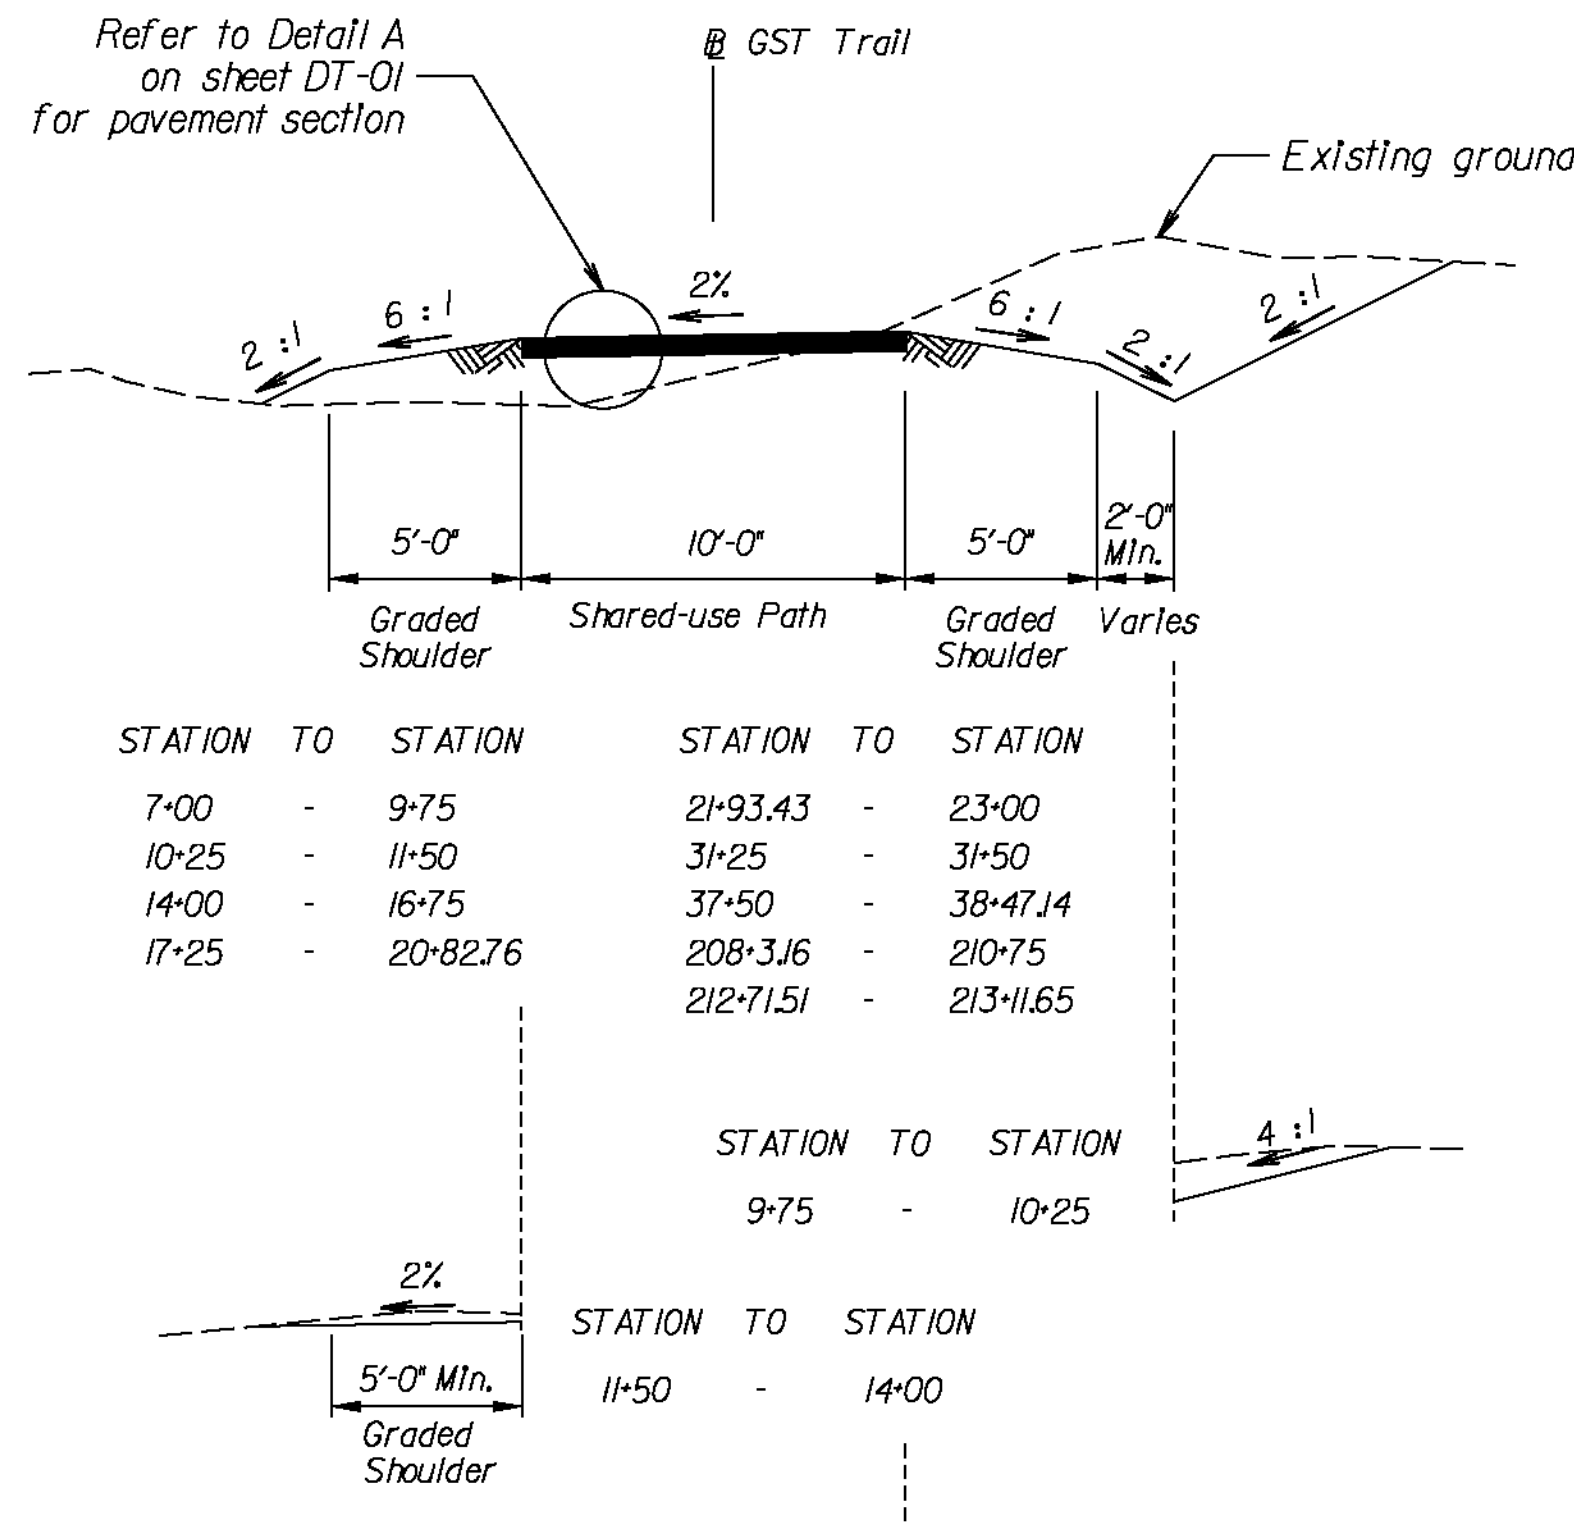 Refer to Detail A
on sheet DT-01
for pavement section
BL GST Trail
Existing ground
2 : 1
6 : 1
2%
6 : 1
2 : 1
2 : 1
5'-0"
10'-0"
5'-0"
2'-0"
Min.
Graded
Shoulder
Shared-use Path
Graded
Shoulder
Varies
STATION TO STATION
7+00 - 9+75
10+25 - 11+50
14+00 - 16+75
17+25 - 20+82.76
STATION TO STATION
21+93.43 - 23+00
31+25 - 31+50
37+50 - 38+47.14
208+3.16 - 210+75
212+71.51 - 213+11.65
STATION TO STATION
9+75 - 10+25
4 : 1
2%
5'-0" Min.
Graded
Shoulder
STATION TO STATION
11+50 - 14+00